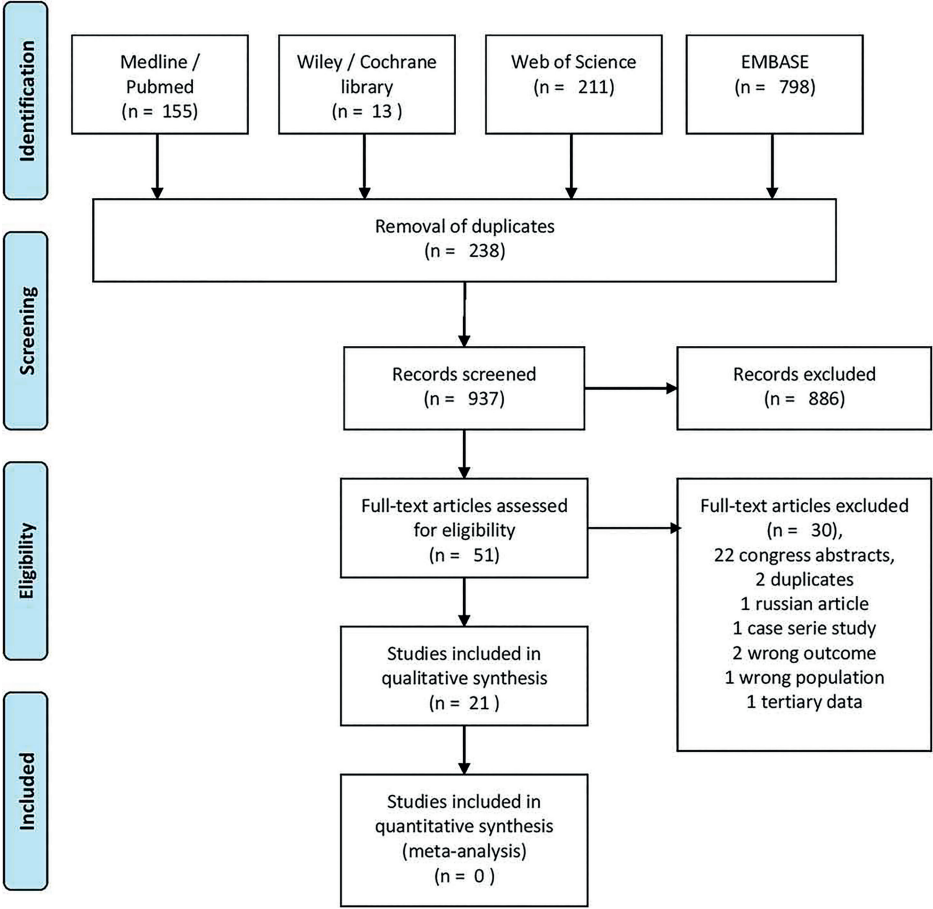 Identification
Medline /
Pubmed
(n = 155)
Wiley / Cochrane
library
(n = 13 )
Web of Science
(n = 211)
EMBASE
(n = 798)
Removal of duplicates
(n = 238)
Screening
Records screened
(n = 937)
Records excluded
(n = 886)
Eligibility
Full-text articles assessed
for eligibility
(n = 51)
Full-text articles excluded
(n = 30),
22 congress abstracts,
2 duplicates
1 russian article
1 case serie study
2 wrong outcome
1 wrong population
1 tertiary data
Studies included in
qualitative synthesis
(n = 21 )
Included
Studies included in
quantitative synthesis
(meta-analysis)
(n = 0 )